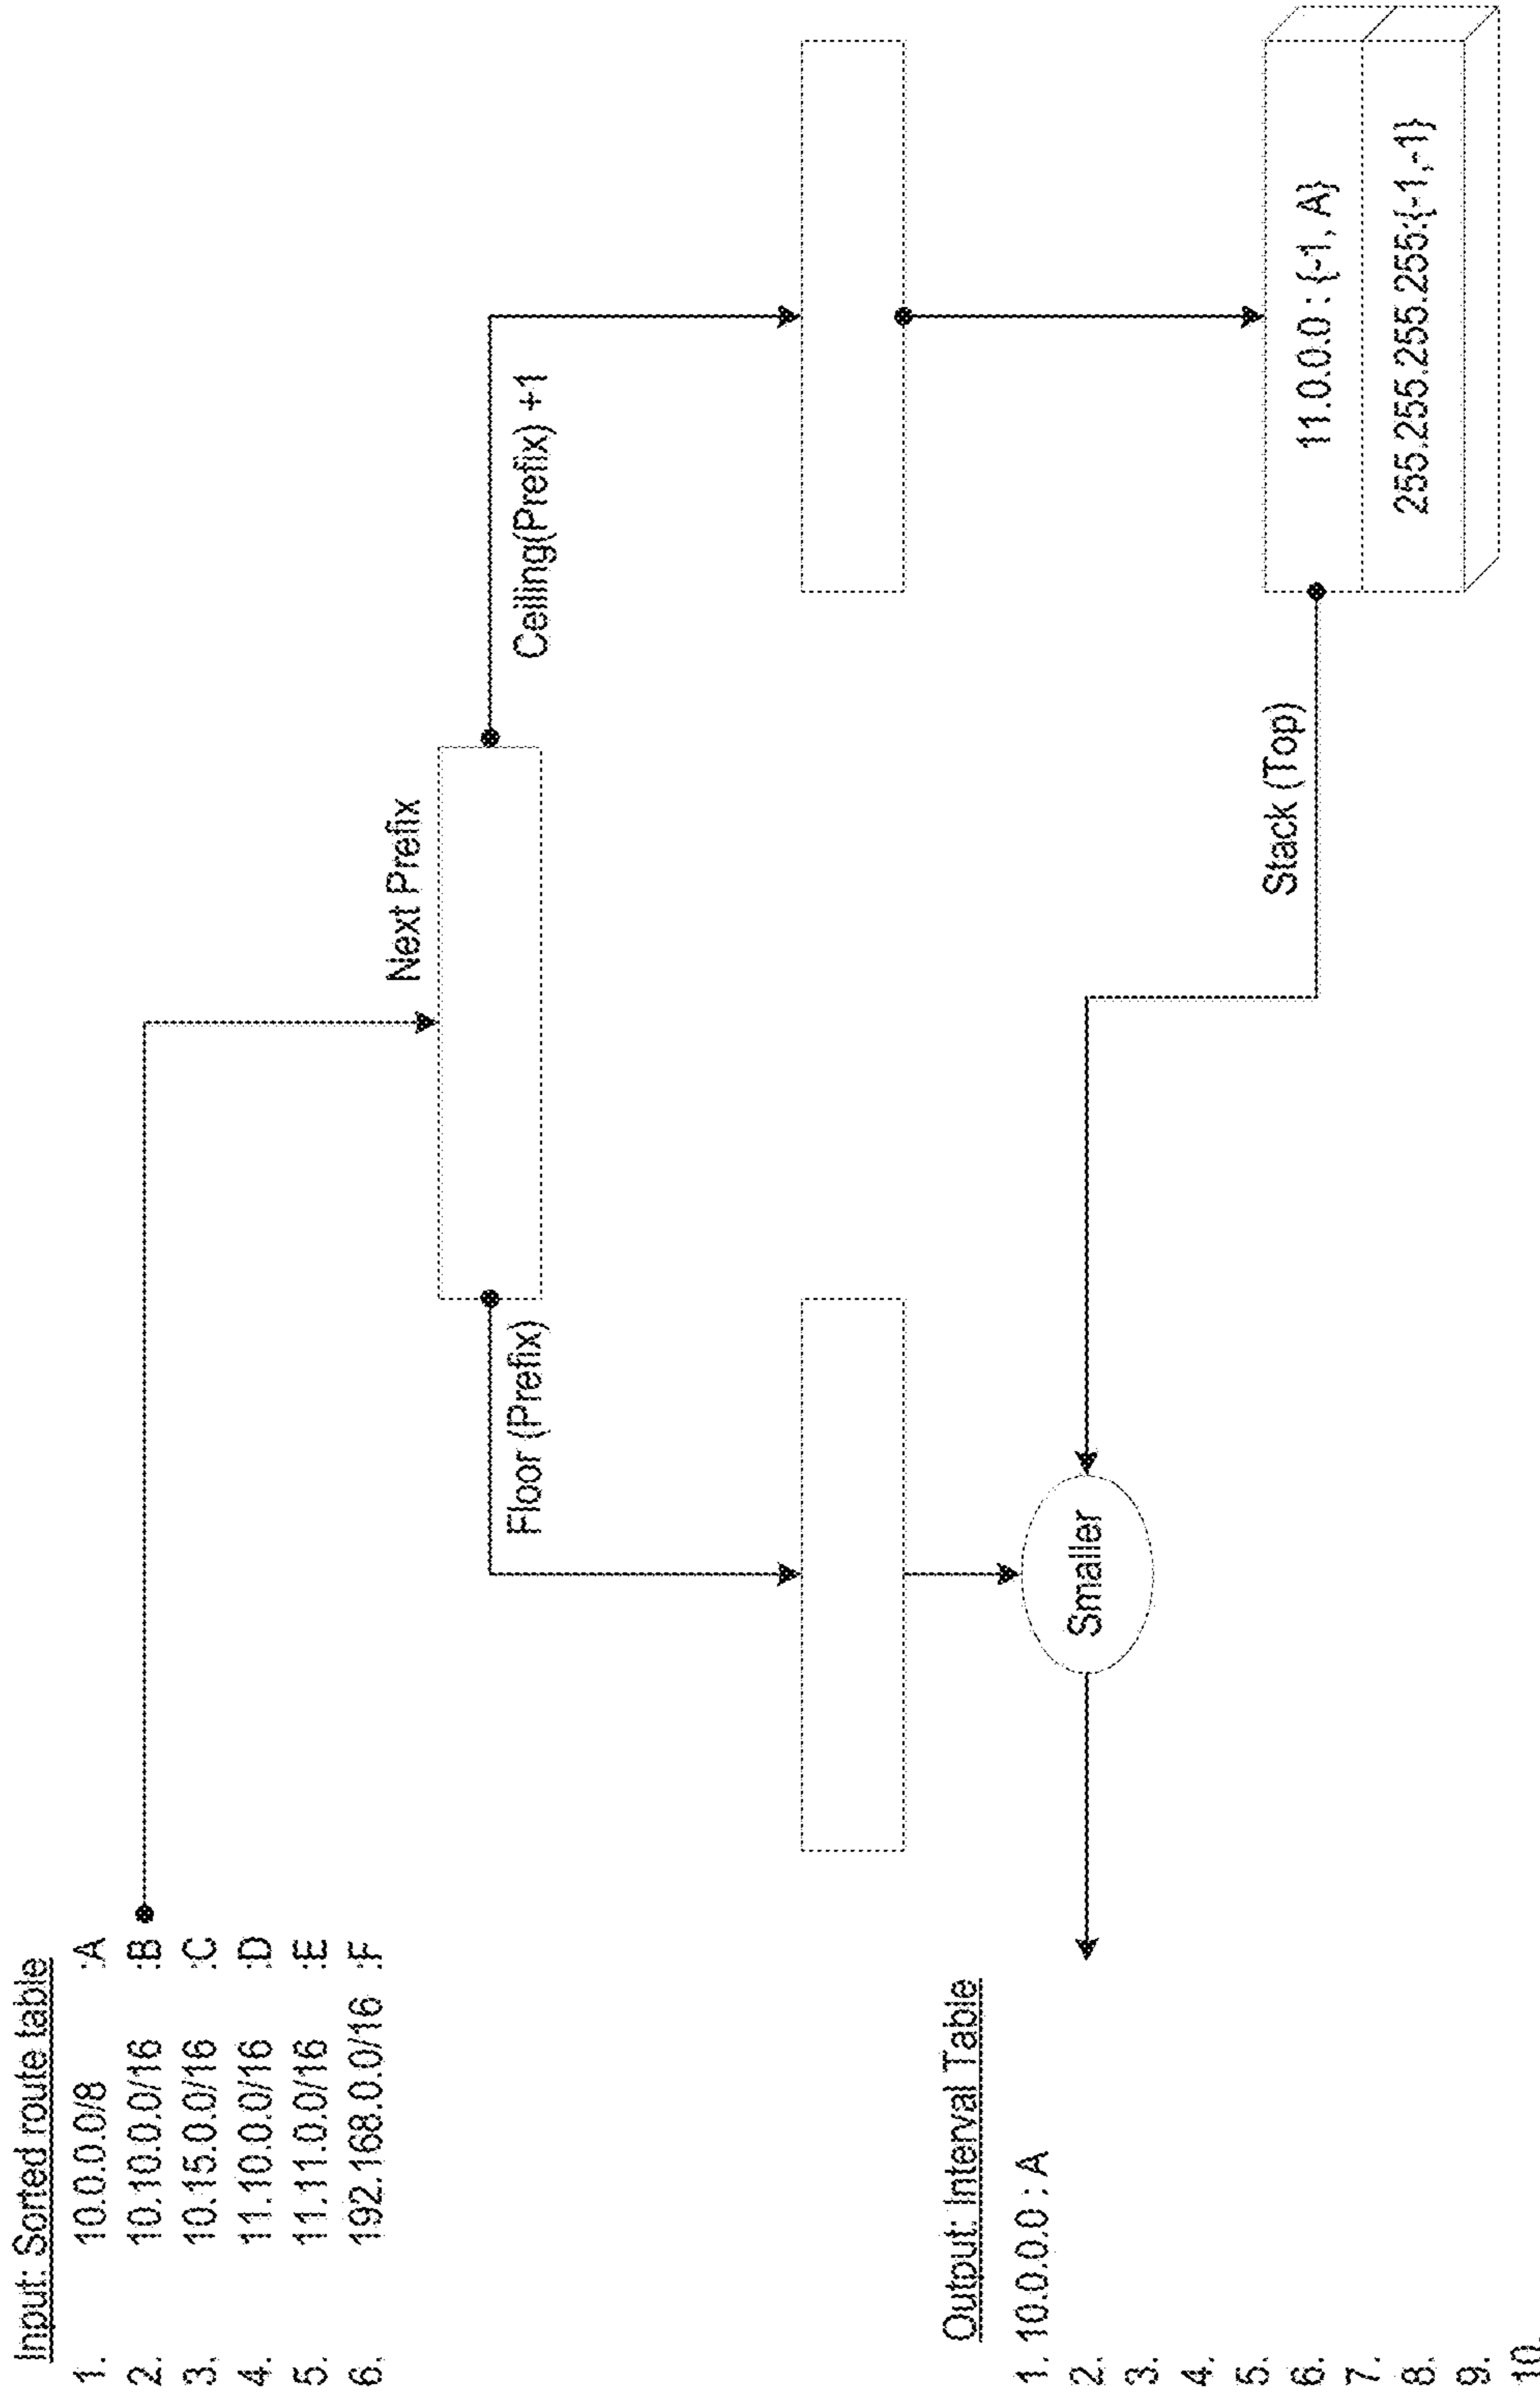 Input: Sorted route table
1. 10.0.0.0/8 :A
2. 10.10.0.0/16 :B
3. 10.15.0.0/16 :C
4. 11.10.0.0/16 :D
5. 11.11.0.0/16 :E
6. 192.168.0.0/16 :F
Next Prefix
Floor (Prefix)
Ceiling(Prefix) +1
Smaller
Stack (Top)
11.0.0.0 : {-1, A}
255.255.255.255:{-1,-1}
Output: Interval Table
1. 10.0.0.0 : A
2.
3.
4.
5.
6.
7.
8.
9.
10.